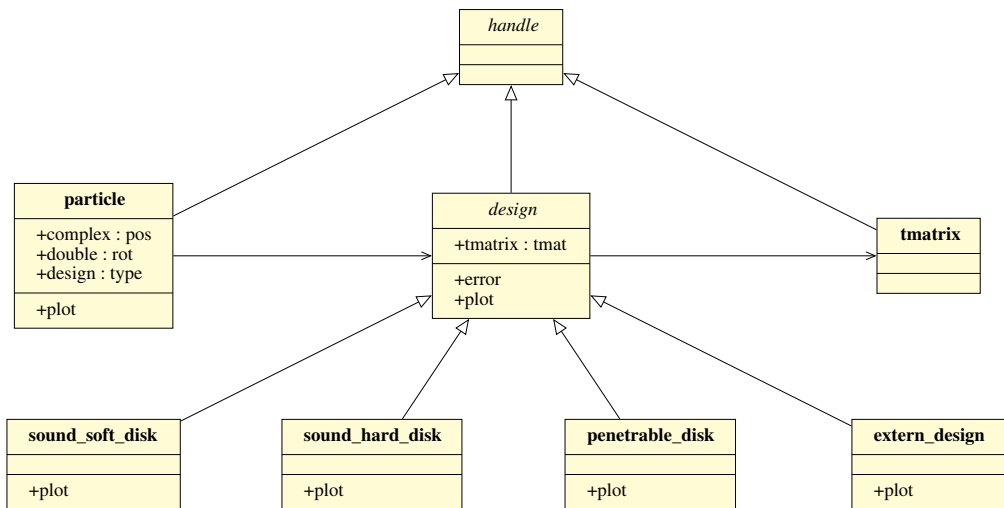 handle
particle
+complex : pos
+double : rot
+design : type
+plot
design
+tmatrix : tmat
+error
+plot
tmatrix
sound_soft_disk
+plot
sound_hard_disk
+plot
penetrable_disk
+plot
extern_design
+plot